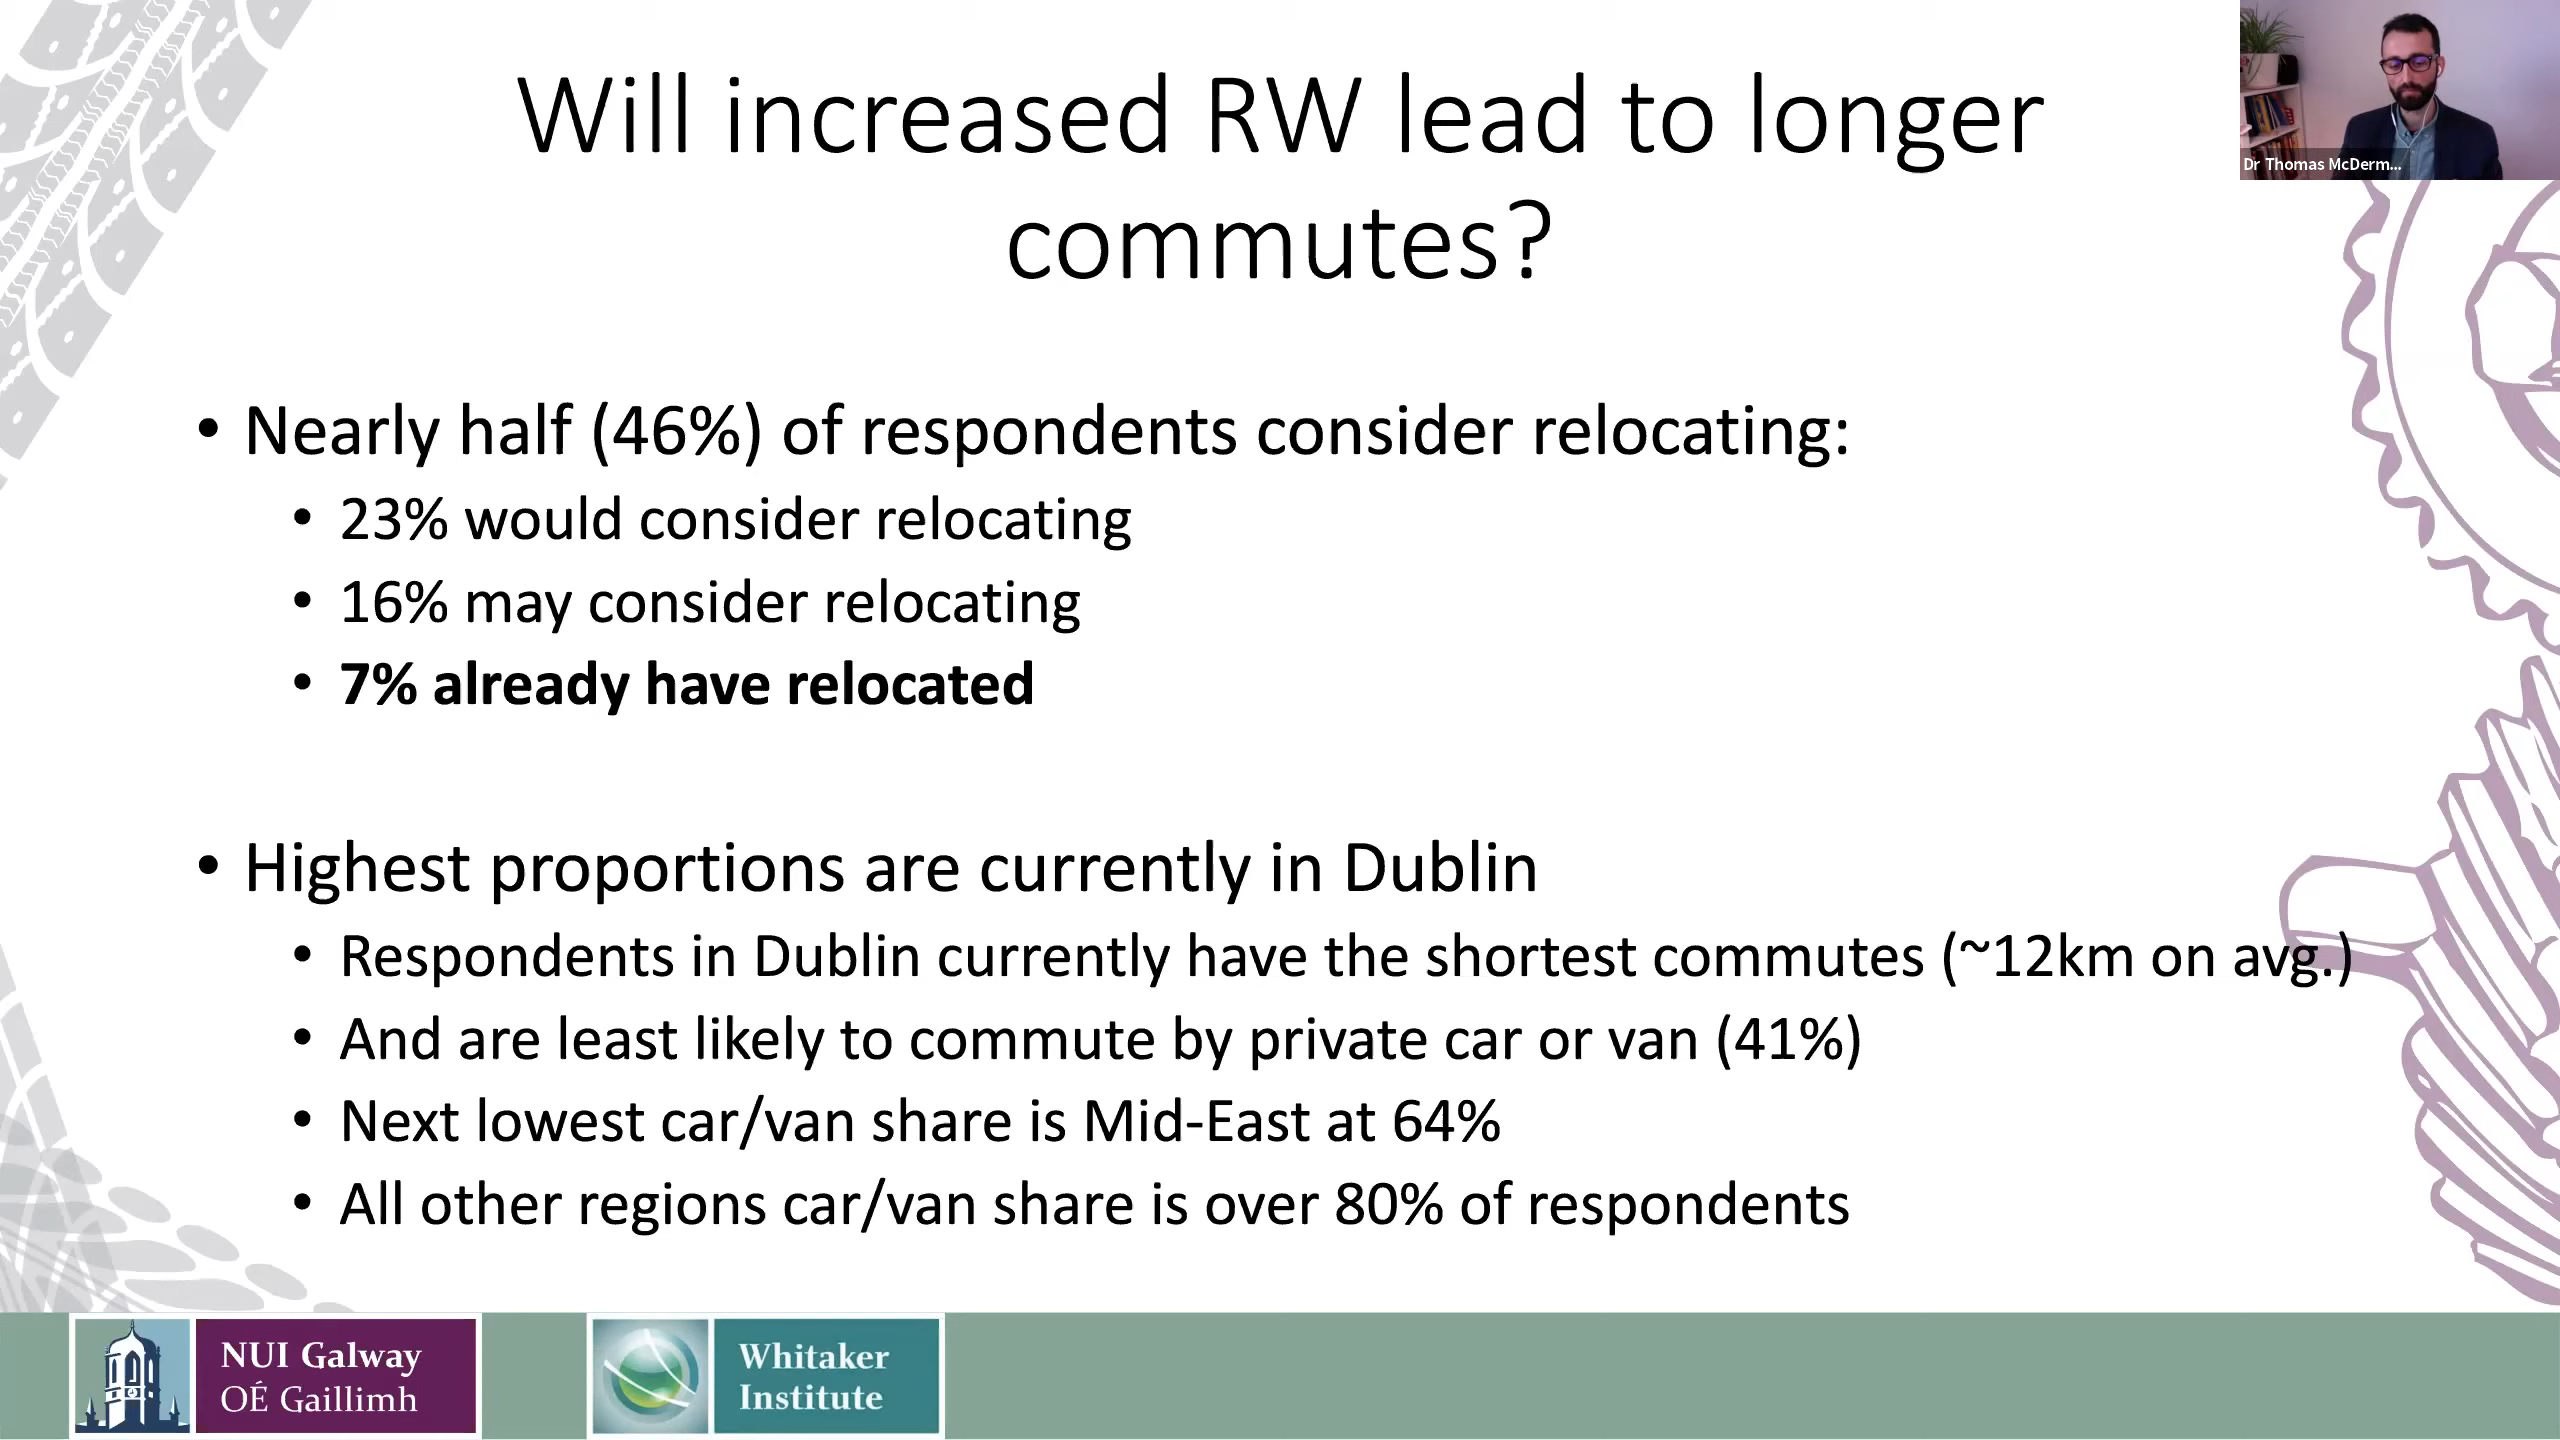 Will increased RW lead to longer
commutes?
Dr Thomas McDerm...
• Nearly half (46%) of respondents consider relocating:
• 23% would consider relocating
• 16% may consider relocating
• 7% already have relocated
• Highest proportions are currently in Dublin
• Respondents in Dublin currently have the shortest commutes (~12km on avg.)
• And are least likely to commute by private car or van (41%)
• Next lowest car/van share is Mid-East at 64%
• All other regions car/van share is over 80% of respondents
NUI Galway
OÉ Gaillimh
Whitaker
Institute